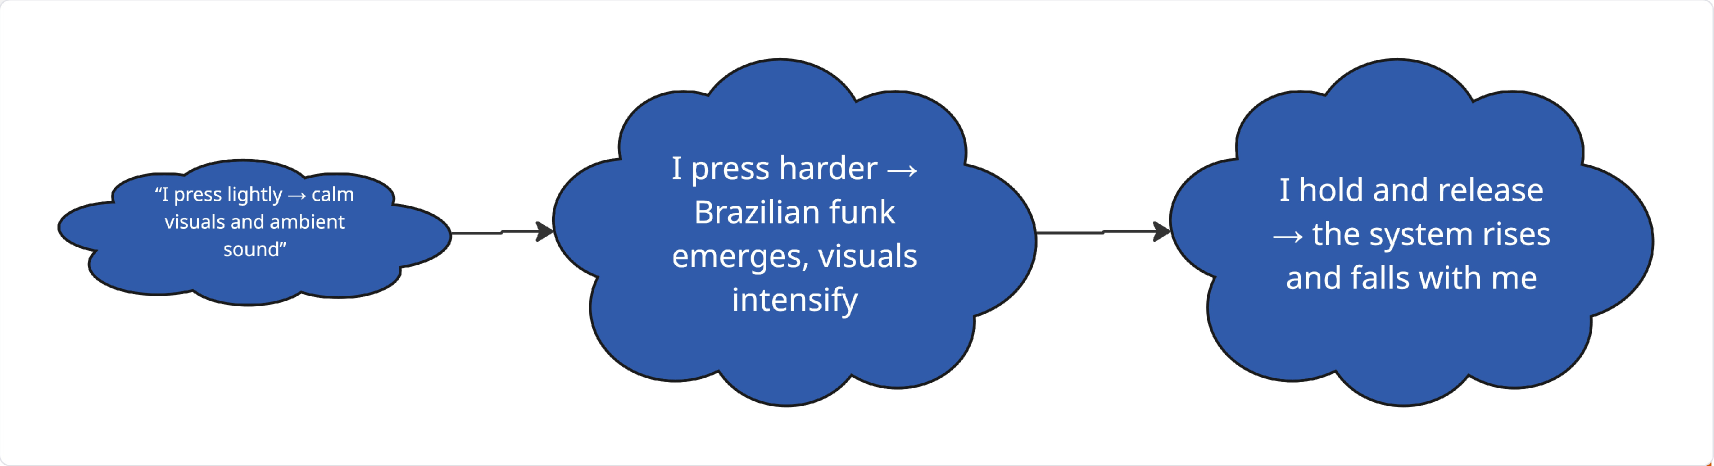 “I press lightly → calm
visuals and ambient
sound”
I press harder →
Brazilian funk
emerges, visuals
intensify
I hold and release
→ the system rises
and falls with me